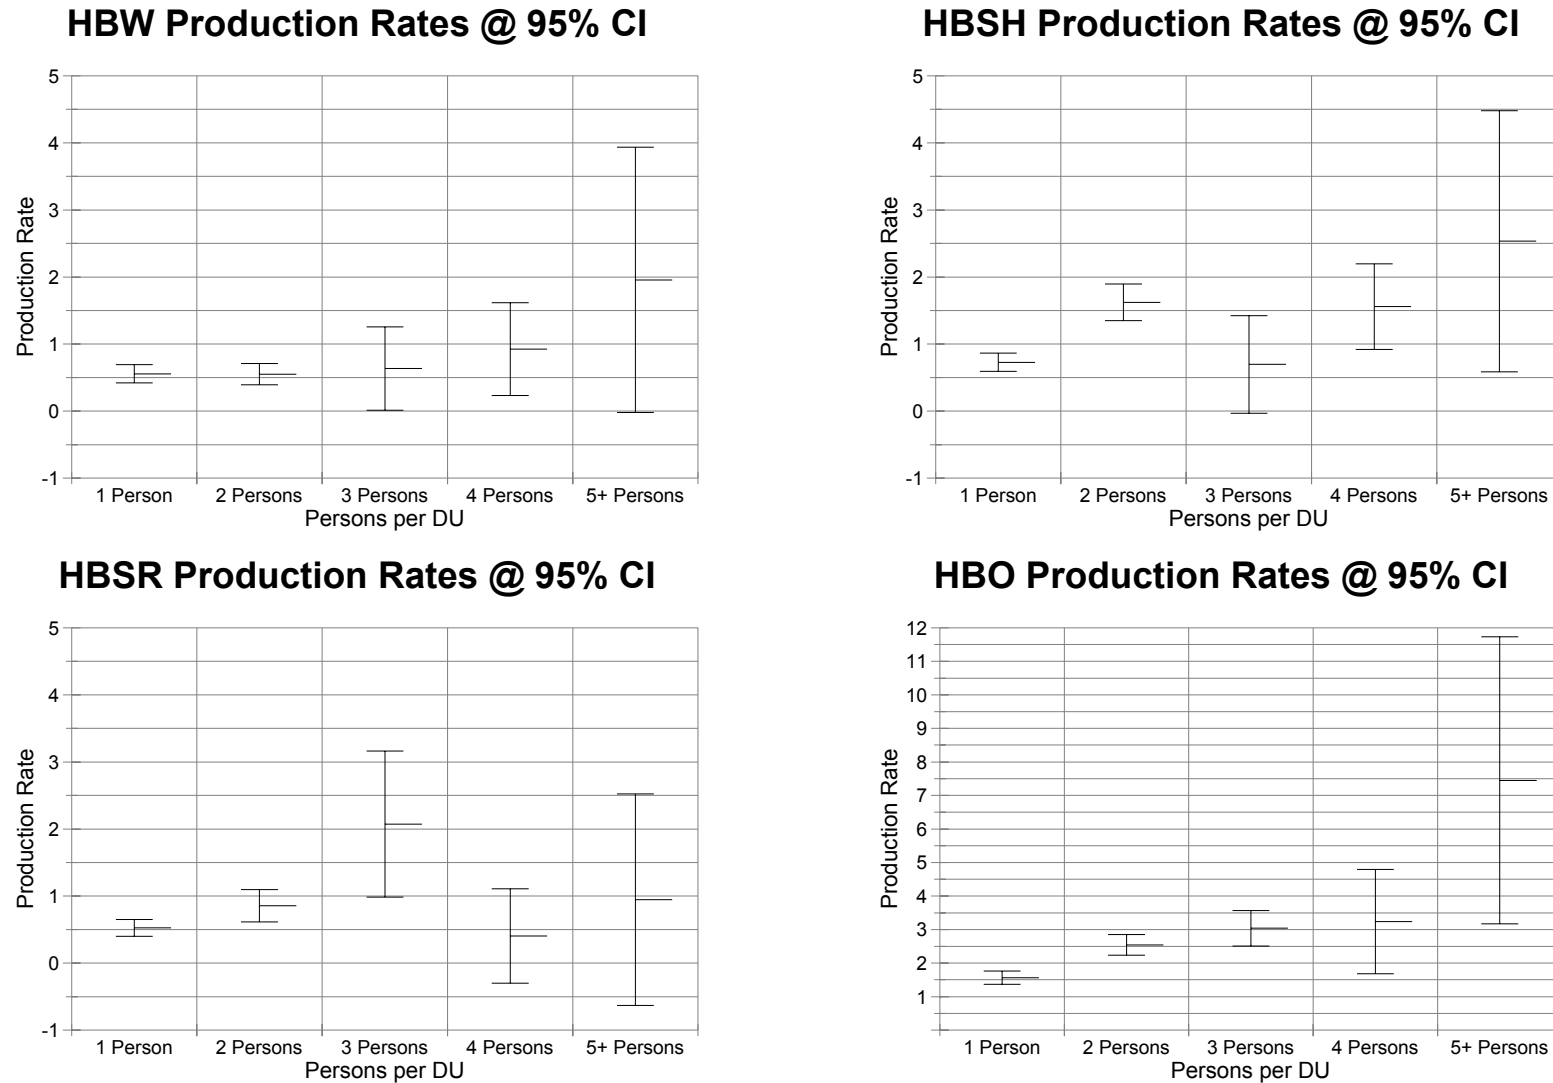 HBW Production Rates @ 95% CI
5
4
3
2
1
0
-1
Production Rate
1 Person 2 Persons 3 Persons 4 Persons 5+ Persons
Persons per DU
HBSH Production Rates @ 95% CI
5
4
3
2
1
0
-1
Production Rate
1 Person 2 Persons 3 Persons 4 Persons 5+ Persons
Persons per DU
HBSR Production Rates @ 95% CI
5
4
3
2
1
0
-1
Production Rate
1 Person 2 Persons 3 Persons 4 Persons 5+ Persons
Persons per DU
HBO Production Rates @ 95% CI
12
11
10
9
8
7
6
5
4
3
2
1
Production Rate
1 Person 2 Persons 3 Persons 4 Persons 5+ Persons
Persons per DU